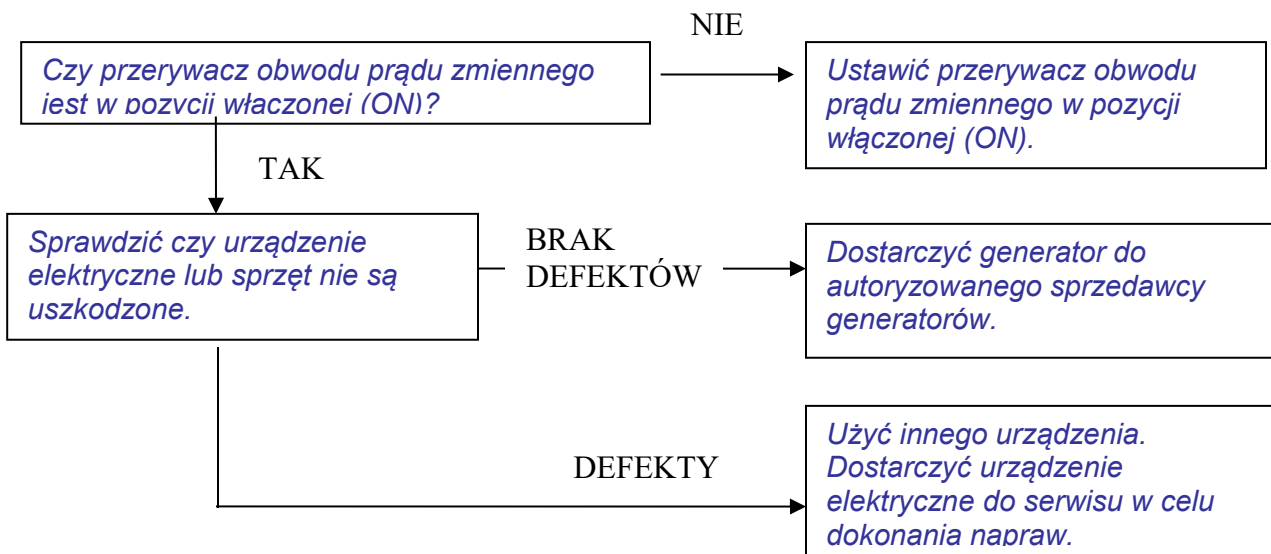 NIE
Czy przerywacz obwodu prądu zmiennego
jest w pozycji włączonej (ON)?
Ustawić przerywacz obwodu
prądu zmiennego w pozycji
włączonej (ON).
TAK
Sprawdzić czy urządzenie
elektryczne lub sprzęt nie są
uszkodzone.
BRAK
DEFEKTÓW
Dostarczyć generator do
autoryzowanego sprzedawcy
generatorów.
DEFEKTY
Użyć innego urządzenia.
Dostarczyć urządzenie
elektryczne do serwisu w celu
dokonania napraw.